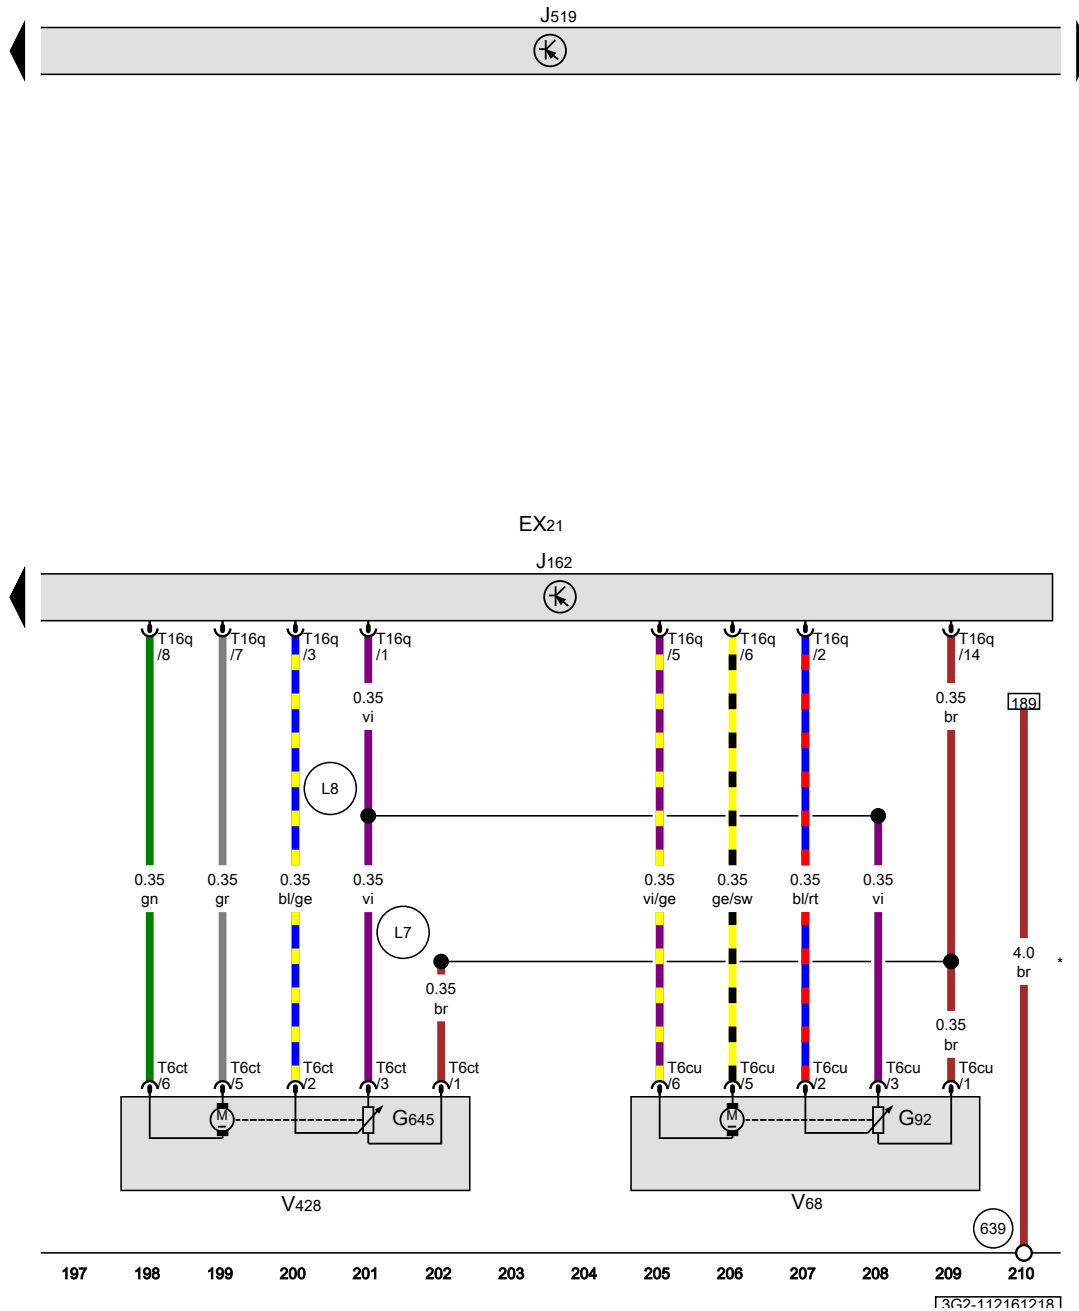 J519
EX21
J162
T16q T16q T16q T16q T16q T16q T16q T16q
/8 /7 /3 /1 /5 /6 /2 /14
0.35 0.35
vi br
189
L8
0.35 0.35 0.35 0.35 0.35 0.35 0.35 0.35
gn gr bl/ge vi vi/ge ge/sw bl/rt vi
L7
4.0
br *
0.35
br
0.35
br
T6ct T6ct T6ct T6ct T6ct T6cu T6cu T6cu T6cu T6cu
/6 /5 /2 /3 /1 /6 /5 /2 /3 /1
M G645 M G92
V428 V68
639
197 198 199 200 201 202 203 204 205 206 207 208 209 210
3G2-112161218